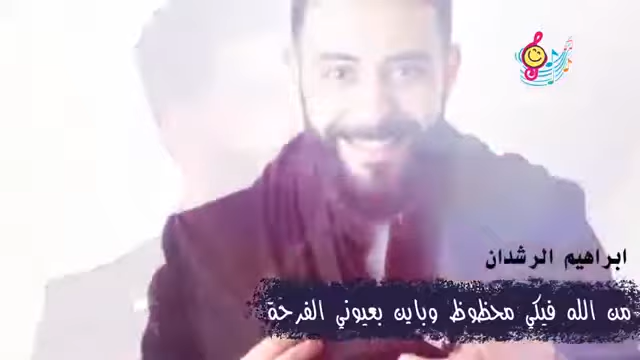 ابراهيم الرشدان
من الله فيكي محظوظ وباين بعيوني الفرحة